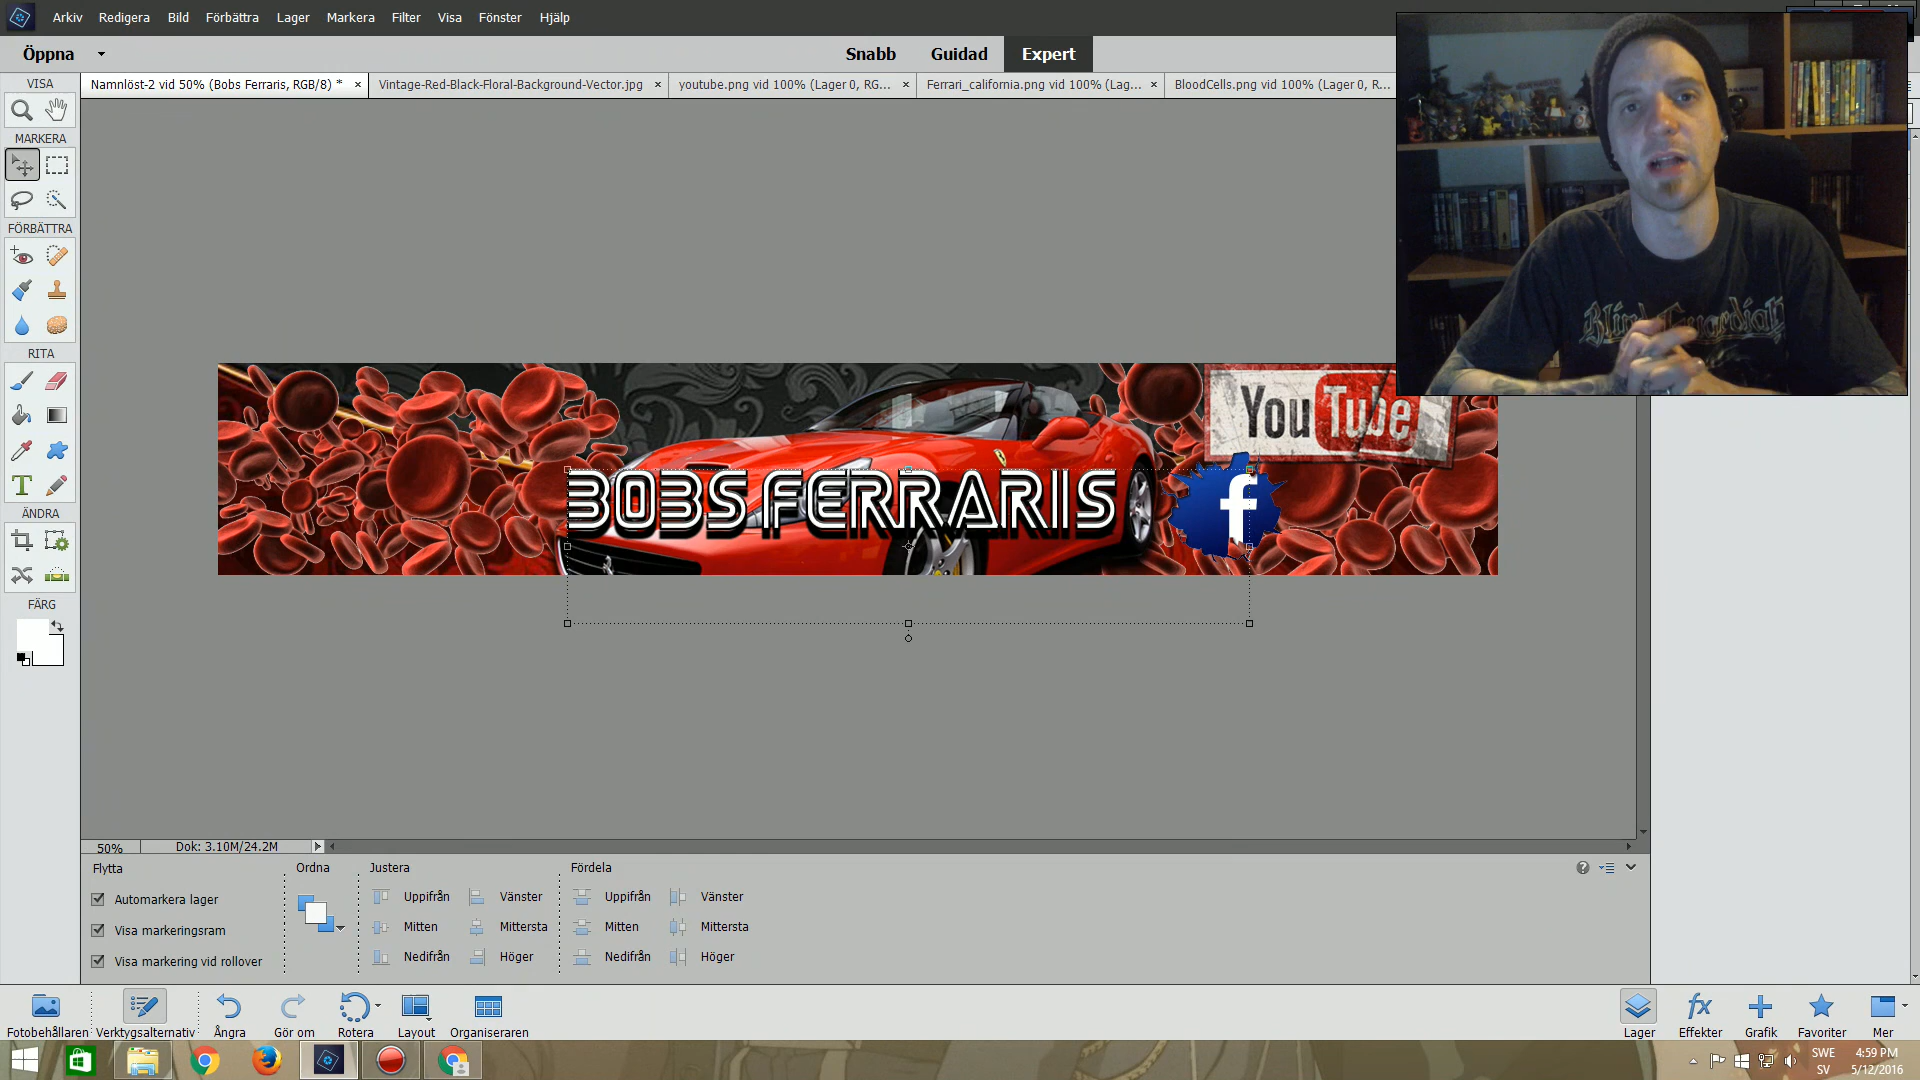 Arkiv Redigera Bild Förbättra Lager Markera Filter Visa Fönster Hjälp
Öppna Snabb Guidad Expert
Namnlöst-2 vid 50% (Bobs Ferraris, RGB/8) * × Vintage-Red-Black-Floral-Background-Vector.jpg × youtube.png vid 100% (Lager 0, RG... × Ferrari_california.png vid 100% (Lag... × BloodCells.png vid 100% (Lager 0, R...
VISA
MARKERA
FÖRBÄTTRA
RITA
T
ÄNDRA
FÄRG
You Tube
BOBS FERRARIS
f
Blind Guardian
50% Dok: 3.10M/24.2M
Flytta Ordna Justera Fördela
Automarkera lager Uppifrån Vänster Uppifrån Vänster
Visa markeringsram Mitten Mittersta Mitten Mittersta
Visa markering vid rollover Nedifrån Höger Nedifrån Höger
fx
Fotobehållaren Verktygsalternativ Ångra Gör om Rotera Layout Organiseraren Lager Effekter Grafik Favoriter Mer
SWE 4:59 PM
SV 5/12/2016